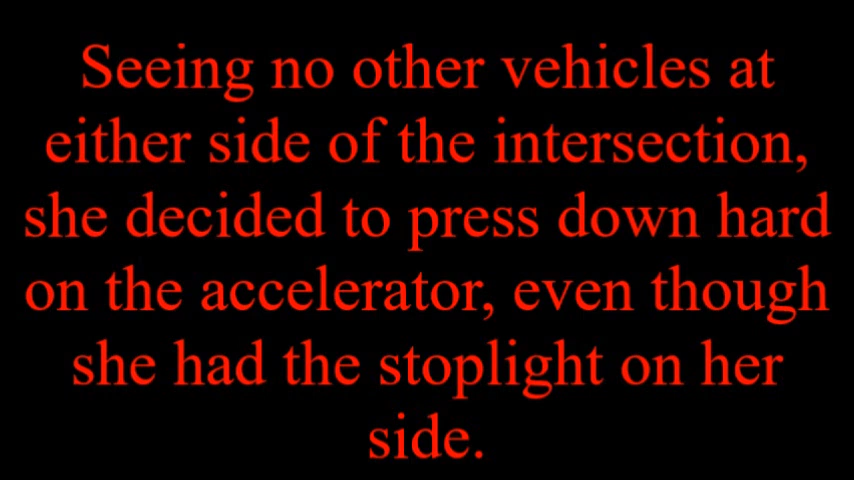 Seeing no other vehicles at
either side of the intersection,
she decided to press down hard
on the accelerator, even though
she had the stoplight on her
side.